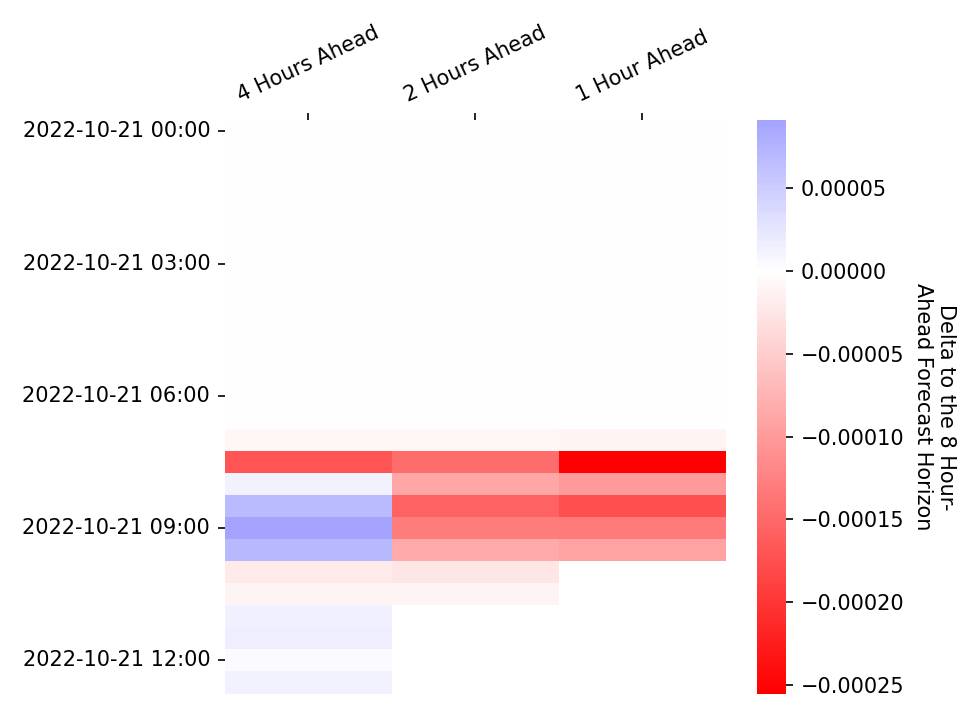 4 Hours Ahead
2 Hours Ahead
1 Hour Ahead
2022-10-21 00:00
2022-10-21 03:00
2022-10-21 06:00
2022-10-21 09:00
2022-10-21 12:00
0.00005
0.00000
−0.00005
−0.00010
−0.00015
−0.00020
−0.00025
Delta to the 8 Hour-
Ahead Forecast Horizon